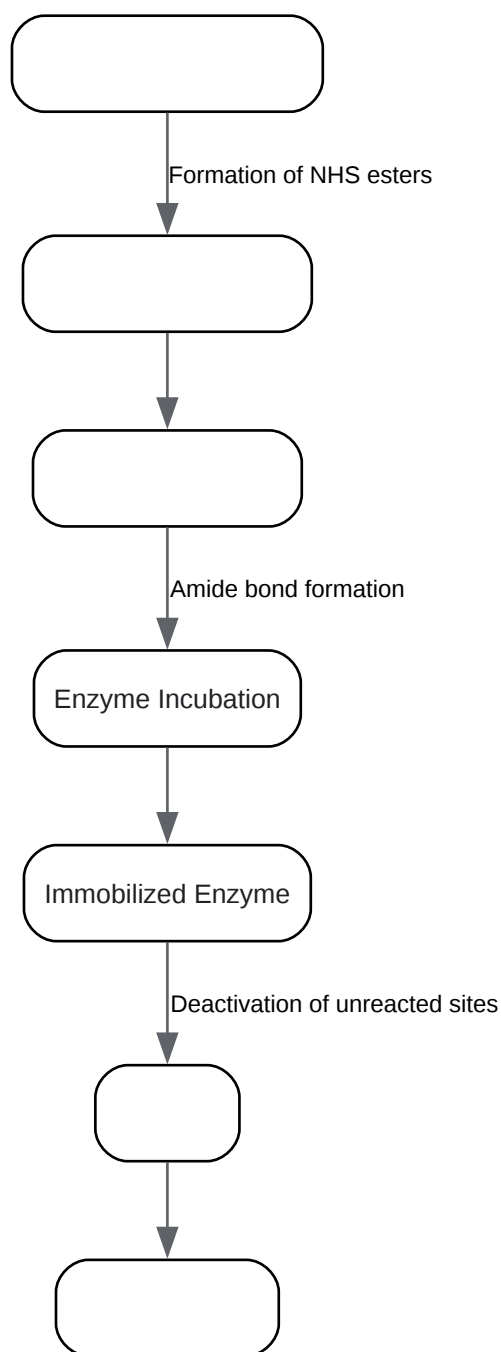 Formation of NHS esters
Amide bond formation
Enzyme Incubation
Immobilized Enzyme
Deactivation of unreacted sites